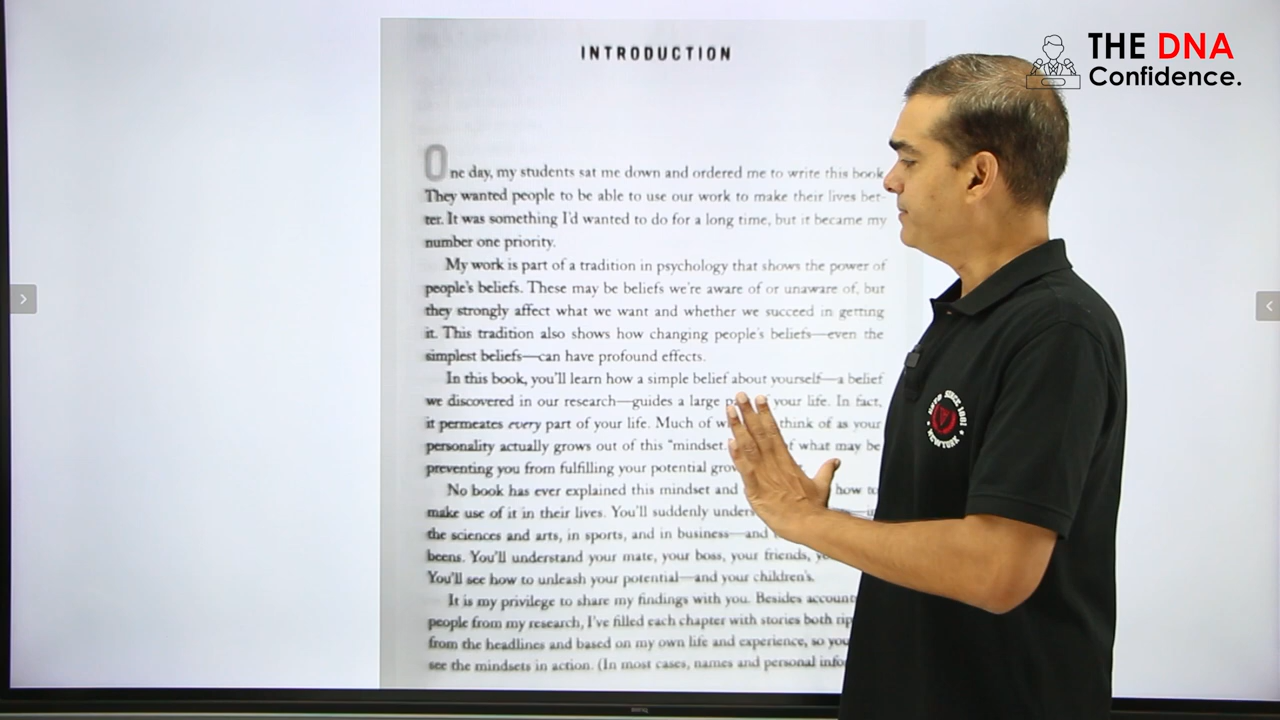 INTRODUCTION
THE DNA
Confidence.
One day, my students sat me down and ordered me to write this book.
They wanted people to be able to use our work to make their lives bet-
ter. It was something I'd wanted to do for a long time, but it became my
number one priority.
My work is part of a tradition in psychology that shows the power of
people's beliefs. These may be beliefs we're aware of or unaware of, but
they strongly affect what we want and whether we succeed in getting
it. This tradition also shows how changing people's beliefs—even the
simplest beliefs—can have profound effects.
In this book, you'll learn how a simple belief about yourself—a belief
we discovered in our research—guides a large your life. In fact,
it permeates every part of your life. Much of think of as your
personality actually grows out of this "mindset. what may be
preventing you from fulfilling your potential
No book has ever explained this mindset and how to
make use of it in their lives. You'll suddenly
the sciences and arts, in sports, and in business—and
beens. You'll understand your mate, your boss, your friends,
You'll see how to unleash your potential—and your children's.
It is my privilege to share my findings with you. Besides
people from my research, I've filled each chapter with stories both
from the headlines and based on my own life and experience, so
see the mindsets in action. (In most cases, names and personal
SINCE 1881
NEWYORK